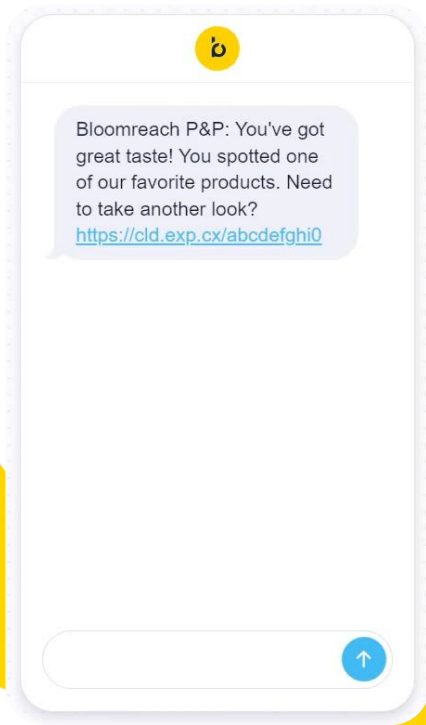 Bloomreach P&P: You've got
great taste! You spotted one
of our favorite products. Need
to take another look?
https://cld.exp.cx/abcdefghi0